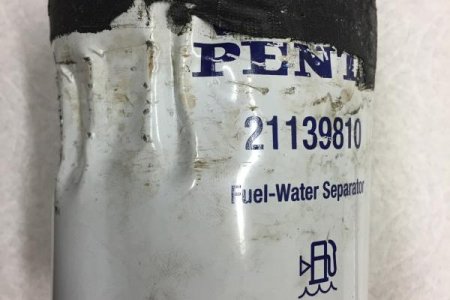 PENT
21139810
Fuel-Water Separator